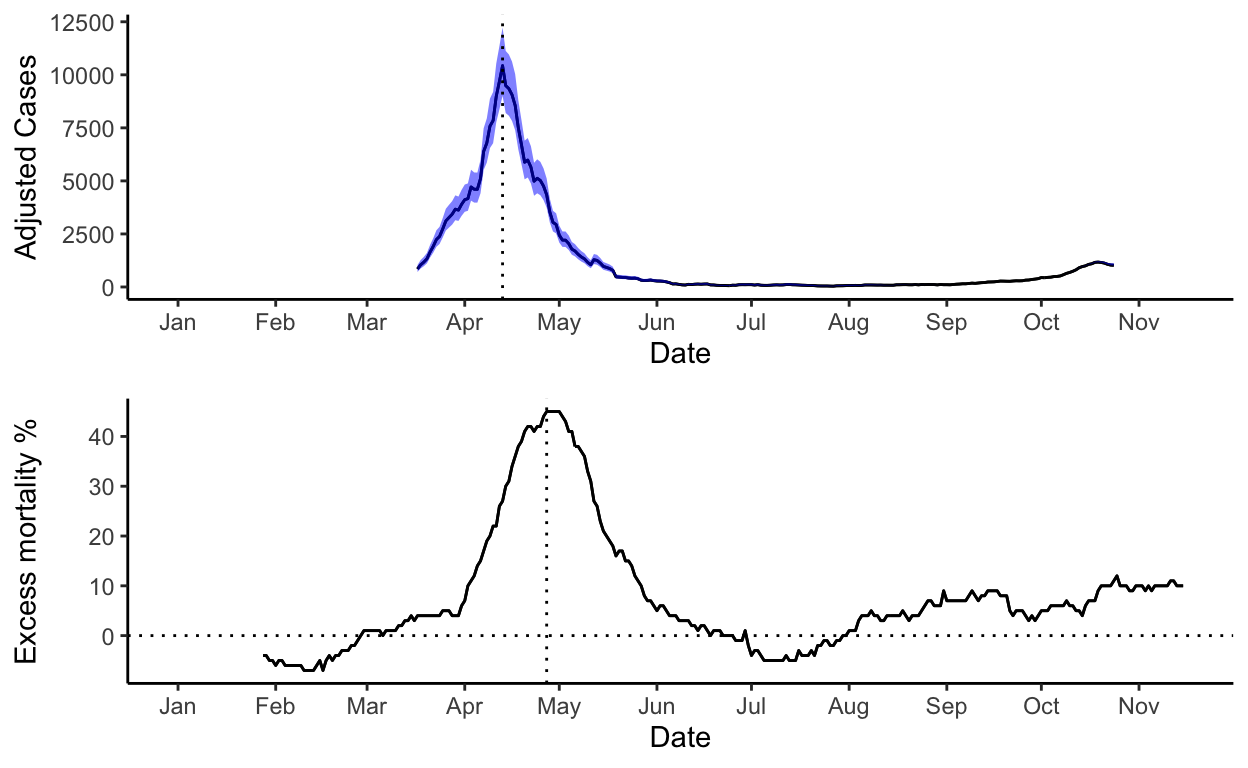 Adjusted Cases
12500
10000
7500
5000
2500
0
Jan Feb Mar Apr May Jun Jul Aug Sep Oct Nov
Date
Excess mortality %
40
30
20
10
0
Jan Feb Mar Apr May Jun Jul Aug Sep Oct Nov
Date